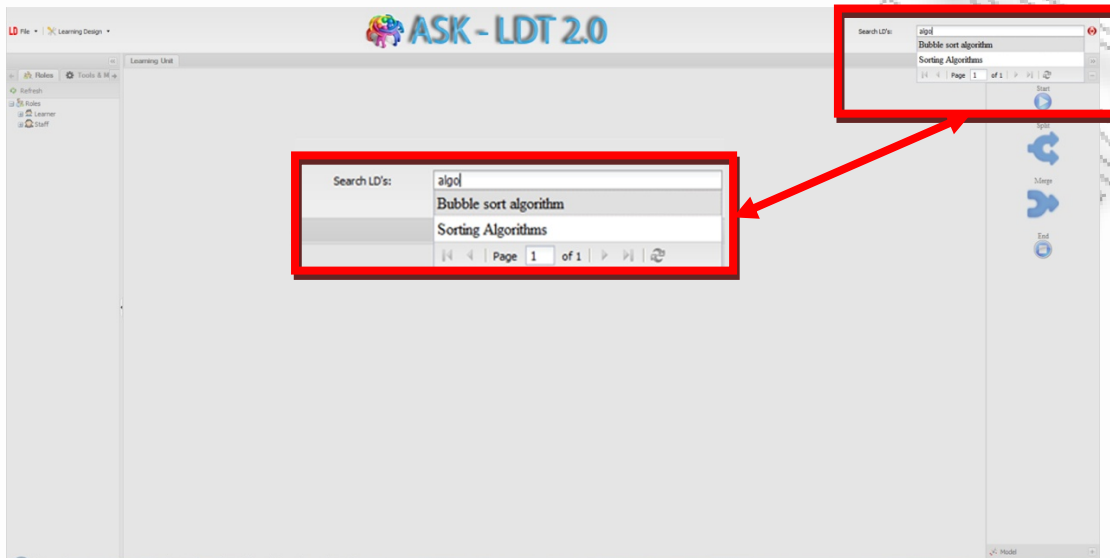 LD File Learning Design
ASK - LDT 2.0
Search LD's: algo
Bubble sort algorithm
Sorting Algorithms
Page 1 of 1
Learning Unit
Roles Tools &
Refresh
Roles
Learner
Staff
Start
Split
Merge
End
Search LD's: algo
Bubble sort algorithm
Sorting Algorithms
Page 1 of 1
Model